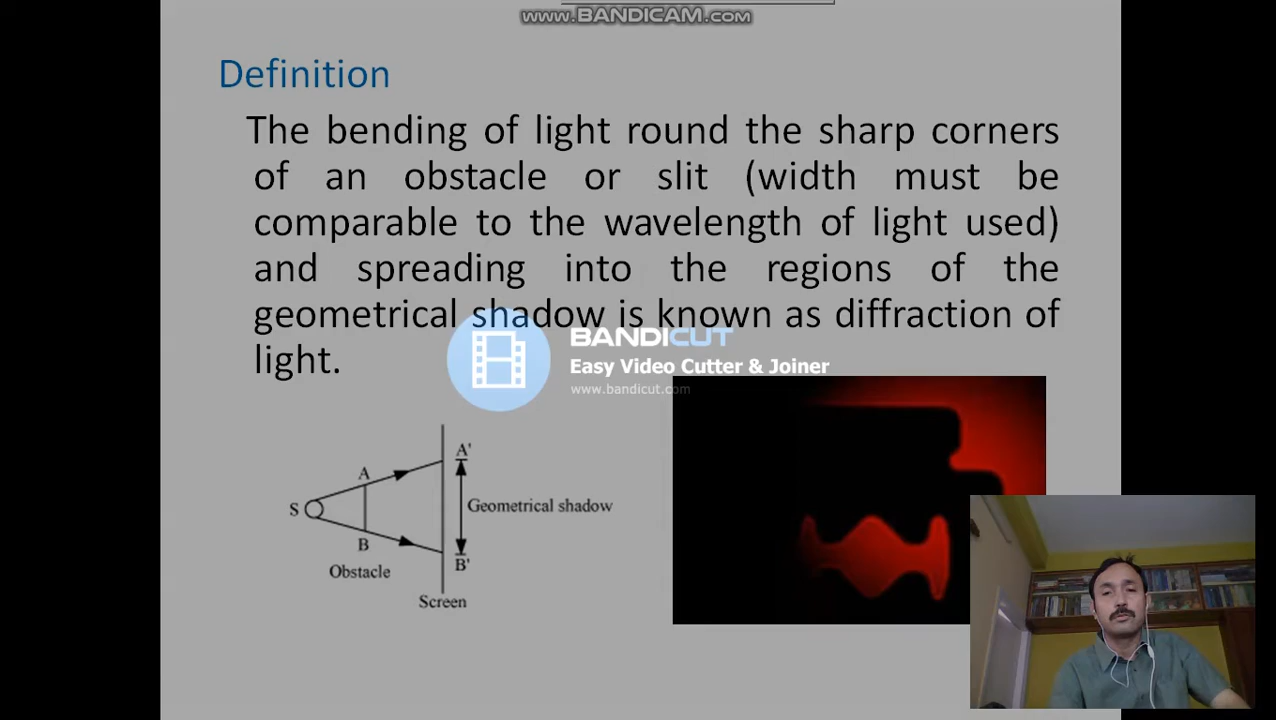 www.BANDICAM.com
Definition
The bending of light round the sharp corners
of an obstacle or slit (width must be
comparable to the wavelength of light used)
and spreading into the regions of the
geometrical shadow is known as diffraction of
light.
BANDICUT
Easy Video Cutter & Joiner
www.bandicut.com
A'
A
S
Geometrical shadow
B
B'
Obstacle
Screen